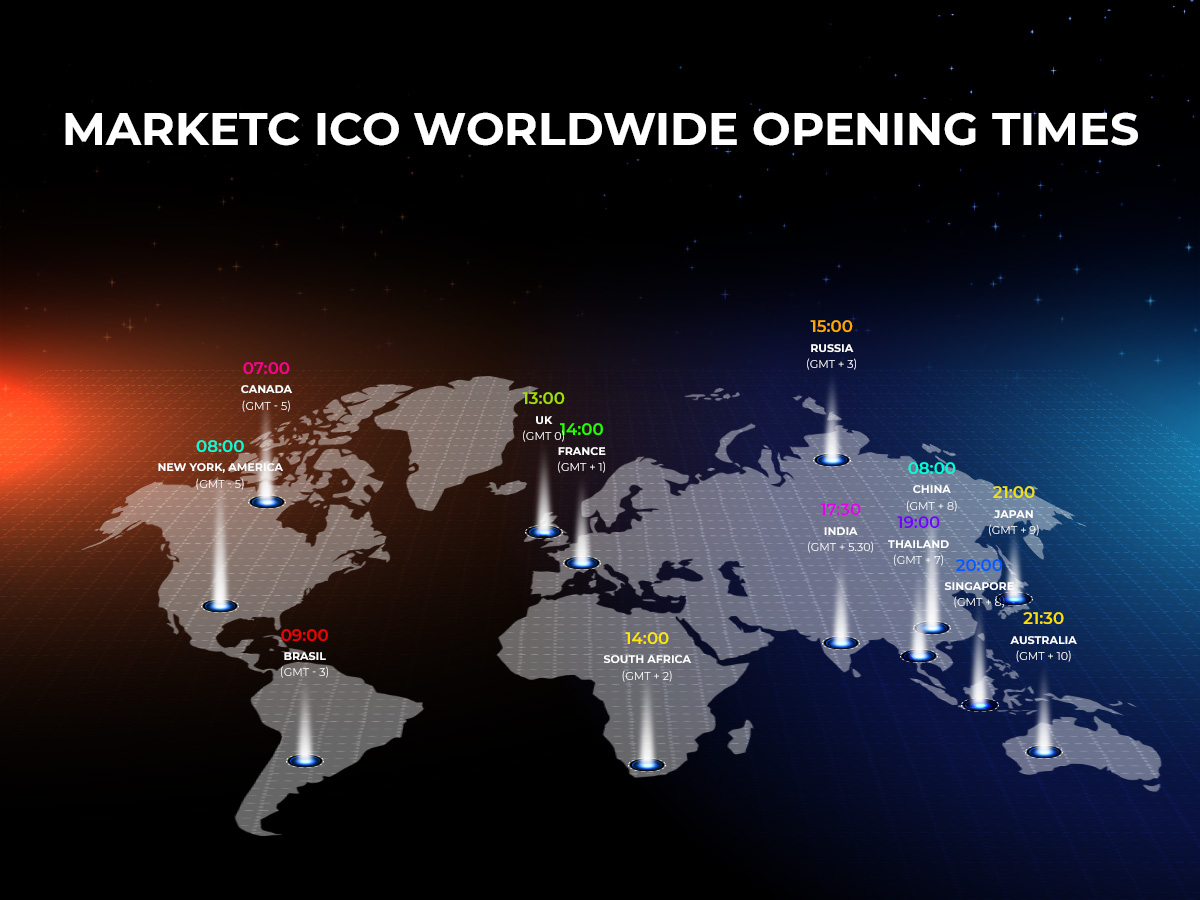 MARKETC ICO WORLDWIDE OPENING TIMES
15:00
RUSSIA
(GMT + 3)
07:00
CANADA
(GMT - 5)
13:00
UK
(GMT 0)
14:00
FRANCE
(GMT + 1)
08:00
NEW YORK, AMERICA
(GMT - 5)
08:00
CHINA
(GMT + 8)
21:00
JAPAN
(GMT + 9)
17:30
INDIA
(GMT + 5.30)
19:00
THAILAND
(GMT + 7)
20:00
SINGAPORE
(GMT + 8)
21:30
AUSTRALIA
(GMT + 10)
09:00
BRASIL
(GMT - 3)
14:00
SOUTH AFRICA
(GMT + 2)